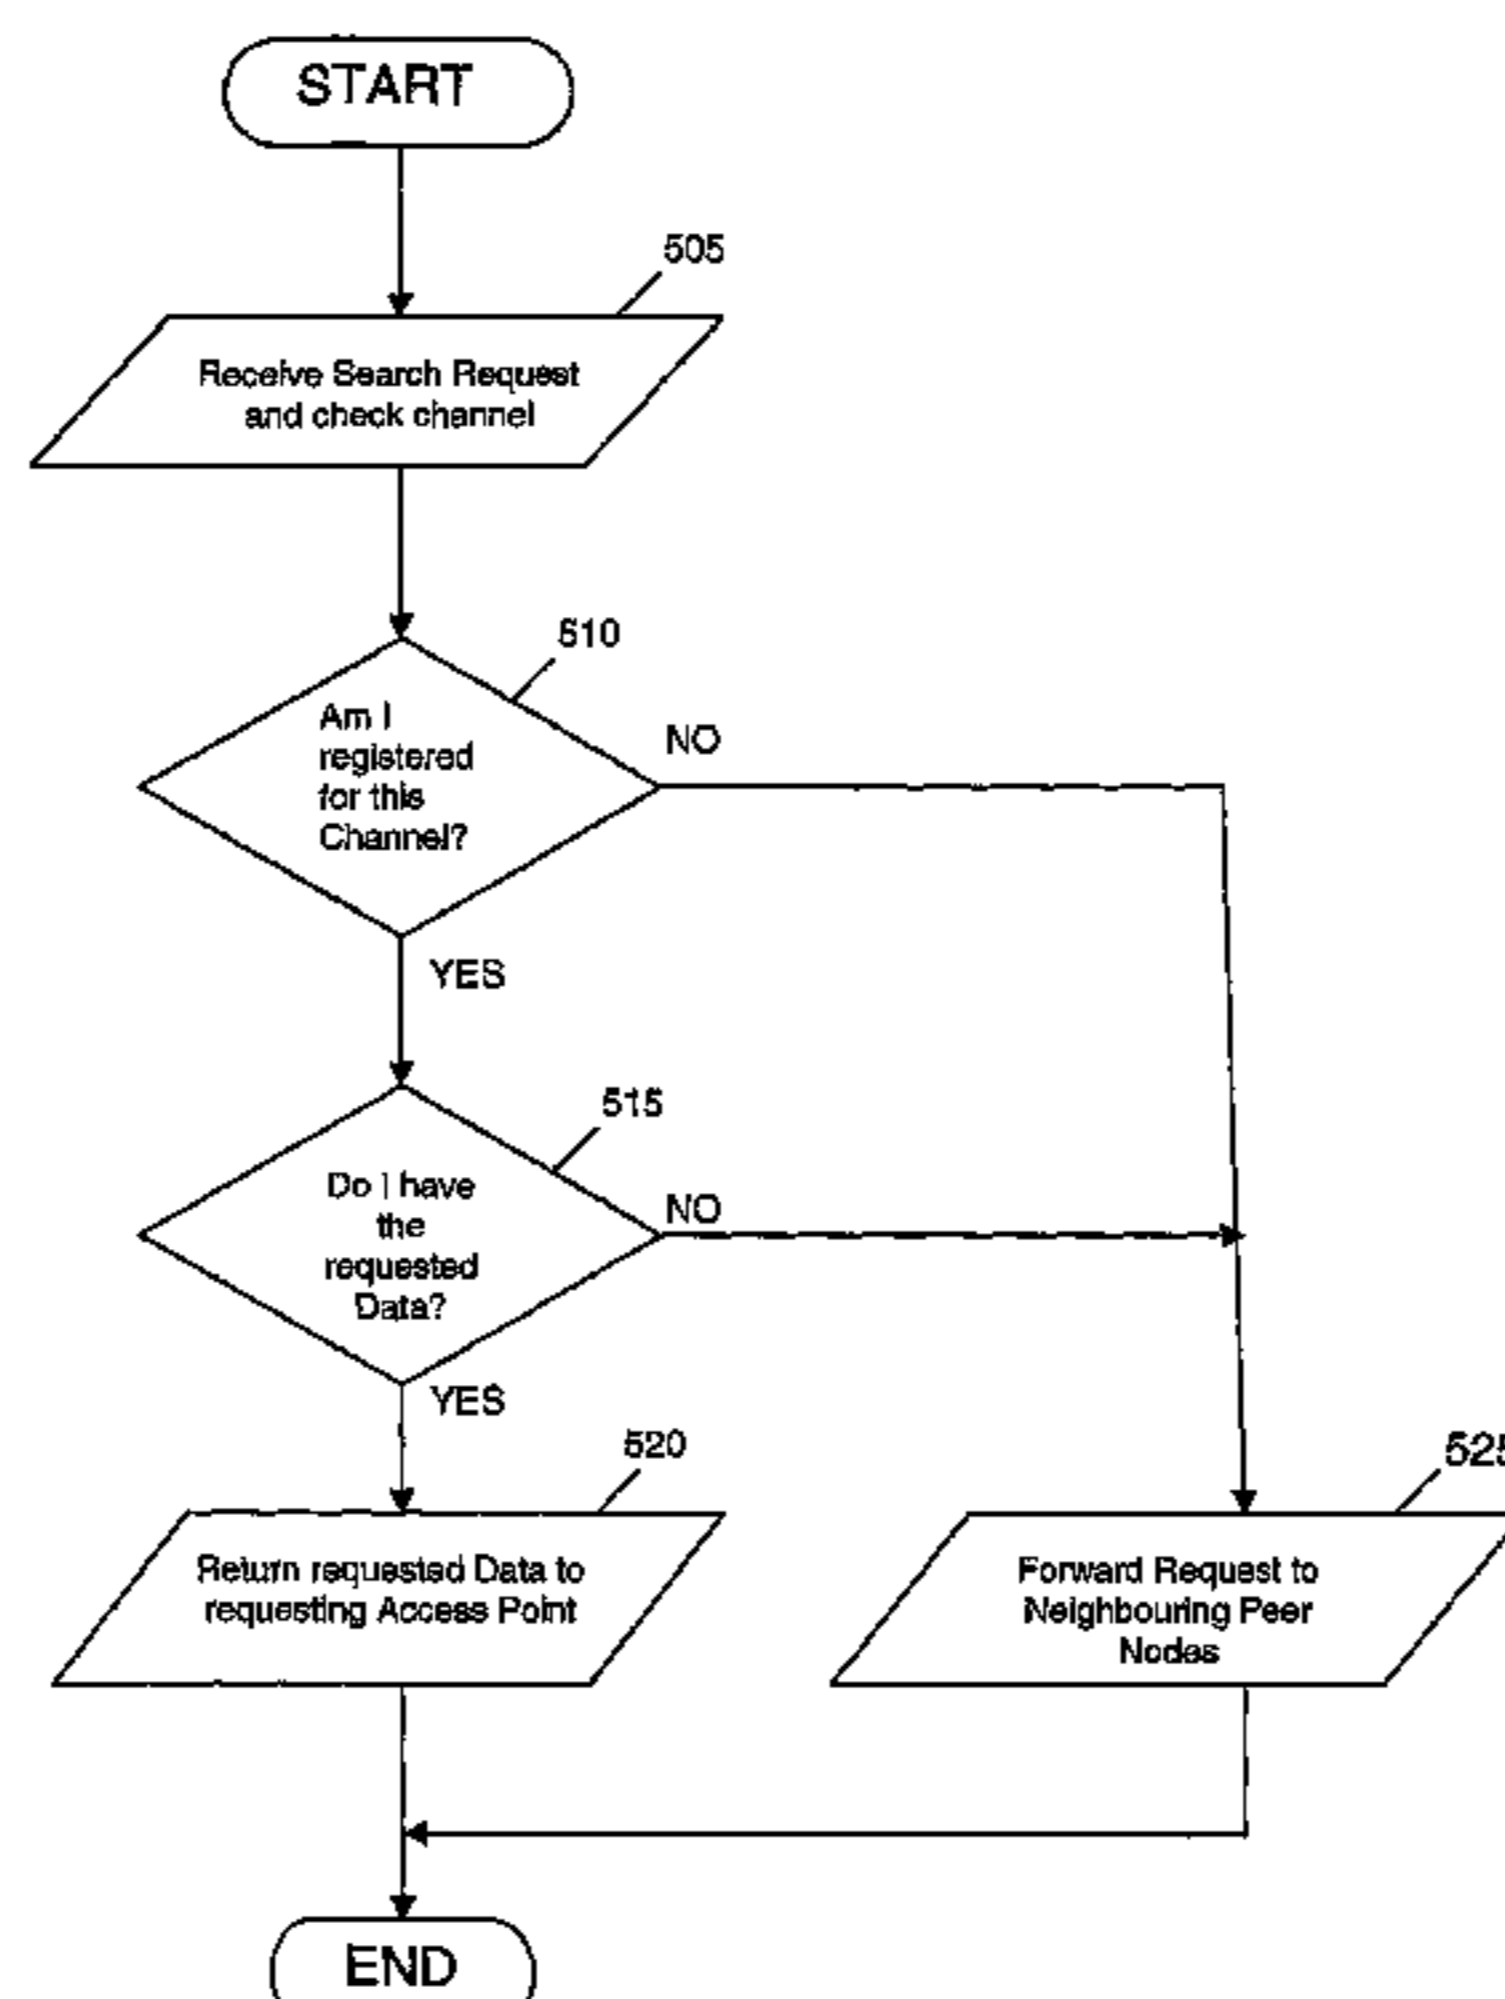 START
505
Receive Search Request
and check channel
510
Am I
registered
for this
Channel?
NO
YES
515
Do I have
the
requested
Data?
NO
YES
520
525
Return requested Data to
requesting Access Point
Forward Request to
Neighbouring Peer
Nodes
END